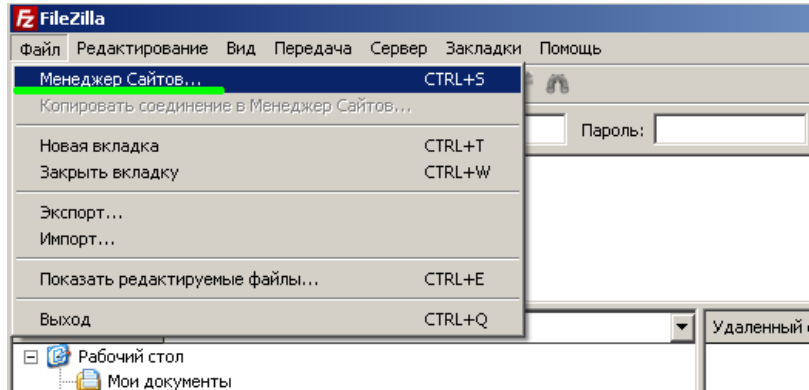 FileZilla
Файл Редактирование Вид Передача Сервер Закладки Помощь
Менеджер Сайтов... CTRL+S
Копировать соединение в Менеджер Сайтов...
Пароль:
Новая вкладка CTRL+T
Закрыть вкладку CTRL+W
Экспорт...
Импорт...
Показать редактируемые файлы... CTRL+E
Выход CTRL+Q
Удаленный
Рабочий стол
Мои документы